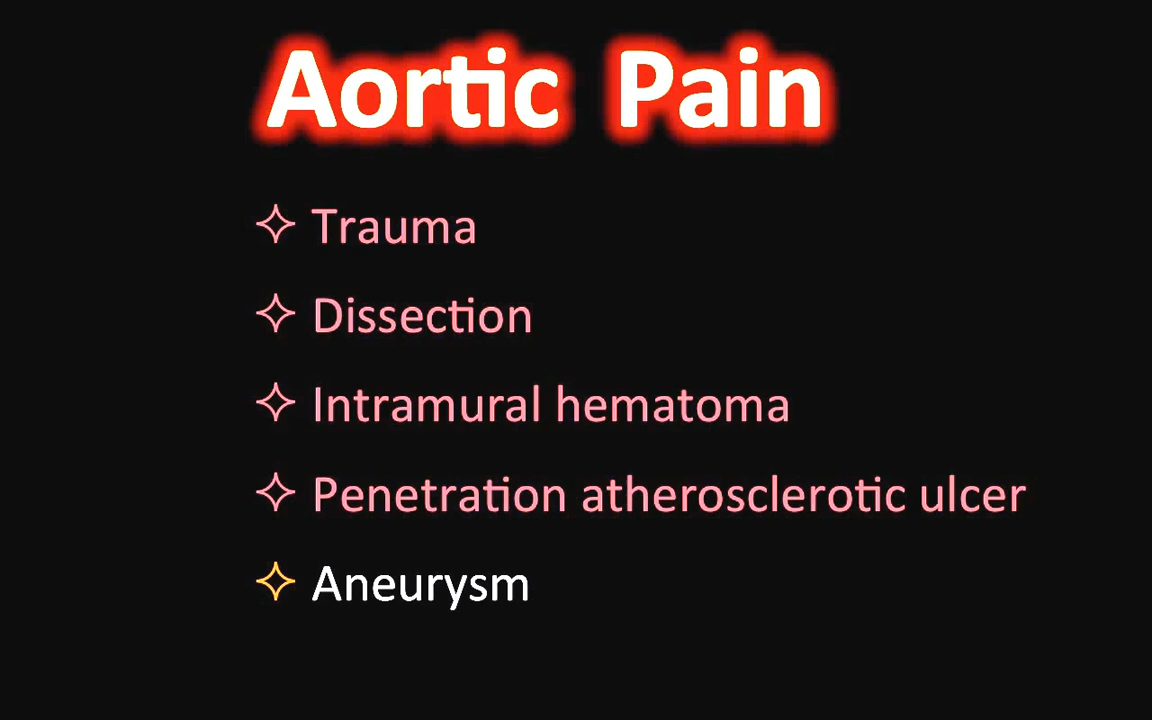 Aortic Pain
✧ Trauma
✧ Dissection
✧ Intramural hematoma
✧ Penetration atherosclerotic ulcer
✧ Aneurysm